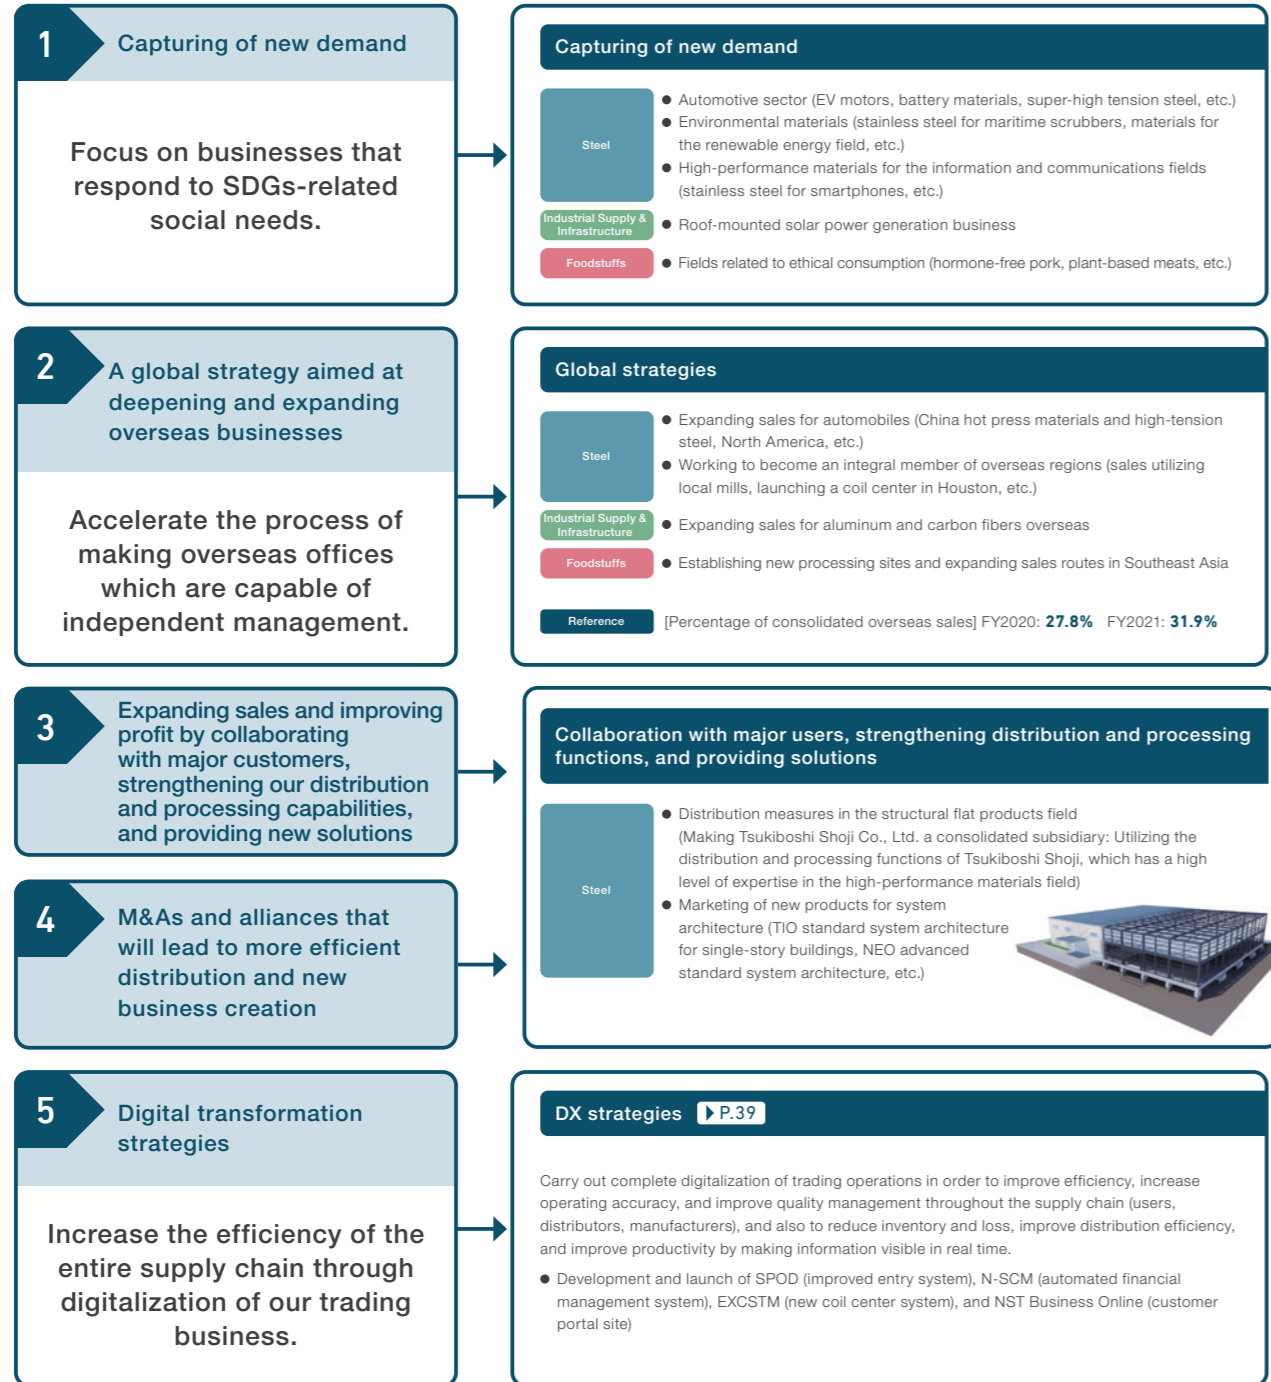 1
Capturing of new demand
Focus on businesses that
respond to SDGs-related
social needs.
Capturing of new demand
Steel
● Automotive sector (EV motors, battery materials, super-high tension steel, etc.)
● Environmental materials (stainless steel for maritime scrubbers, materials for
the renewable energy field, etc.)
● High-performance materials for the information and communications fields
(stainless steel for smartphones, etc.)
Industrial Supply &
Infrastructure
● Roof-mounted solar power generation business
Foodstuffs
● Fields related to ethical consumption (hormone-free pork, plant-based meats, etc.)
2
A global strategy aimed at
deepening and expanding
overseas businesses
Accelerate the process of
making overseas offices
which are capable of
independent management.
Global strategies
Steel
● Expanding sales for automobiles (China hot press materials and high-tension
steel, North America, etc.)
● Working to become an integral member of overseas regions (sales utilizing
local mills, launching a coil center in Houston, etc.)
Industrial Supply &
Infrastructure
● Expanding sales for aluminum and carbon fibers overseas
Foodstuffs
● Establishing new processing sites and expanding sales routes in Southeast Asia
Reference
[Percentage of consolidated overseas sales] FY2020: 27.8% FY2021: 31.9%
3
Expanding sales and improving
profit by collaborating
with major customers,
strengthening our distribution
and processing capabilities,
and providing new solutions
4
M&As and alliances that
will lead to more efficient
distribution and new
business creation
Collaboration with major users, strengthening distribution and processing
functions, and providing solutions
Steel
● Distribution measures in the structural flat products field
(Making Tsukiboshi Shoji Co., Ltd. a consolidated subsidiary: Utilizing the
distribution and processing functions of Tsukiboshi Shoji, which has a high
level of expertise in the high-performance materials field)
● Marketing of new products for system
architecture (TIO standard system architecture
for single-story buildings, NEO advanced
standard system architecture, etc.)
5
Digital transformation
strategies
Increase the efficiency of the
entire supply chain through
digitalization of our trading
business.
DX strategies ▶P.39
Carry out complete digitalization of trading operations in order to improve efficiency, increase
operating accuracy, and improve quality management throughout the supply chain (users,
distributors, manufacturers), and also to reduce inventory and loss, improve distribution efficiency,
and improve productivity by making information visible in real time.
● Development and launch of SPOD (improved entry system), N-SCM (automated financial
management system), EXCSTM (new coil center system), and NST Business Online (customer
portal site)